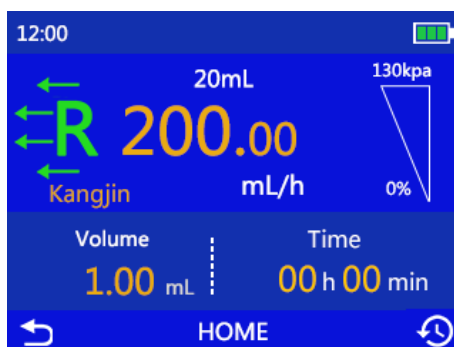 12:00
20mL
130kpa
R 200.00
Kangjin
mL/h
0%
Volume
Time
1.00 mL
00 h 00 min
HOME